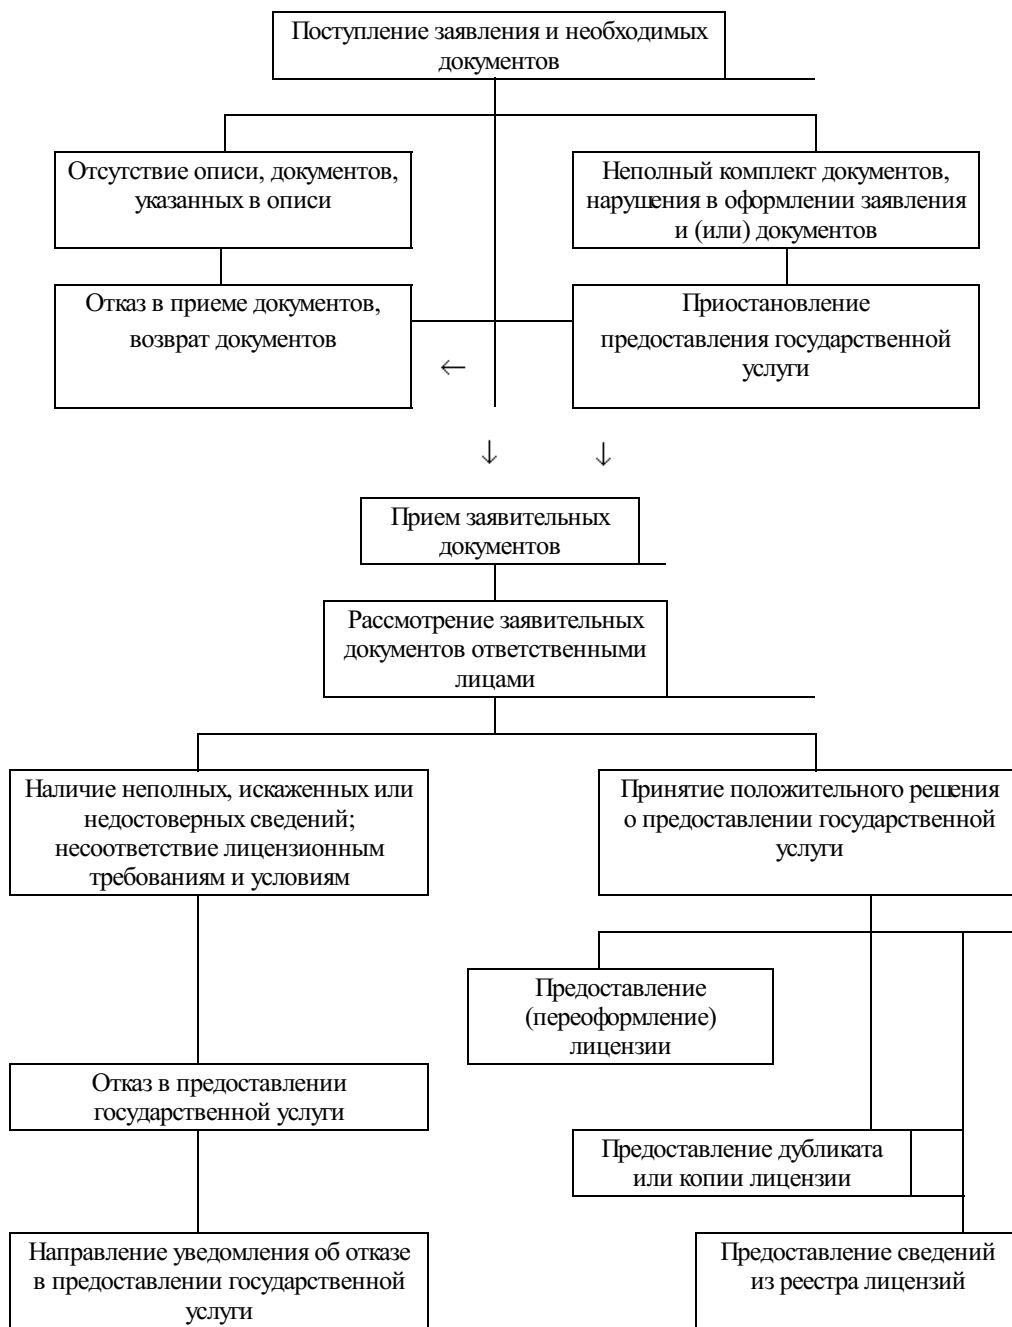 Поступление заявления и необходимых
документов
Отсутствие описи, документов,
указанных в описи
Неполный комплект документов,
нарушения в оформлении заявления
и (или) документов
Отказ в приеме документов,
возврат документов
Приостановление
предоставления государственной
услуги
←
↓ ↓
Прием заявительных
документов
Рассмотрение заявительных
документов ответственными
лицами
Наличие неполных, искаженных или
недостоверных сведений;
несоответствие лицензионным
требованиям и условиям
Принятие положительного решения
о предоставлении государственной
услуги
Предоставление
(переоформление)
лицензии
Отказ в предоставлении
государственной услуги
Предоставление дубликата
или копии лицензии
Направление уведомления об отказе
в предоставлении государственной
услуги
Предоставление сведений
из реестра лицензий